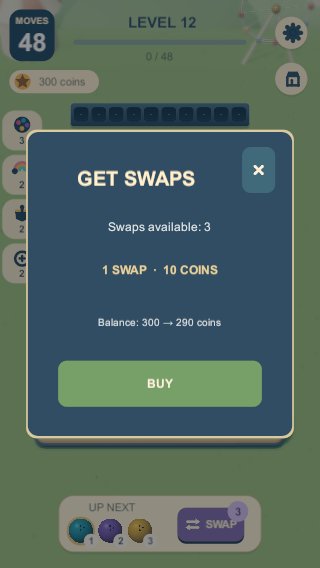 MOVES
48
LEVEL 12
0 / 48
300 coins
3
2
2
2
GET SWAPS
×
Swaps available: 3
1 SWAP · 10 COINS
Balance: 300 → 290 coins
BUY
UP NEXT
1
2
3
SWAP
3